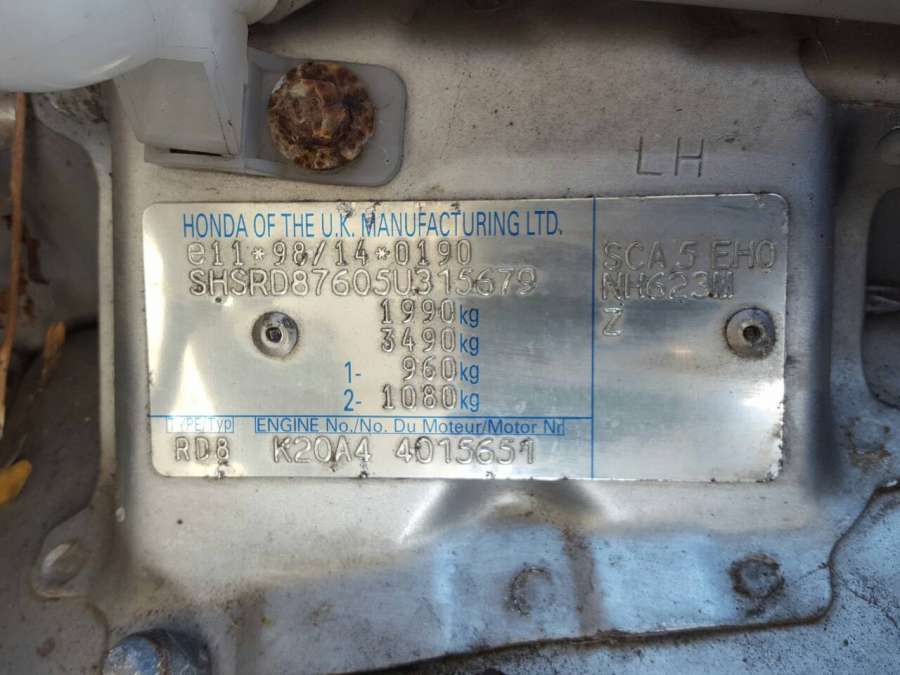 LH
HONDA OF THE U.K. MANUFACTURING LTD.
e11*98/14*0190
SHSRD87605U315679
1990kg
3490kg
1- 960kg
2- 1080kg
TYPE/Typ ENGINE No./No. Du Moteur/Motor Nr
RD8 K20A4 4015651
SCA 5 EH0
NH623M
Z